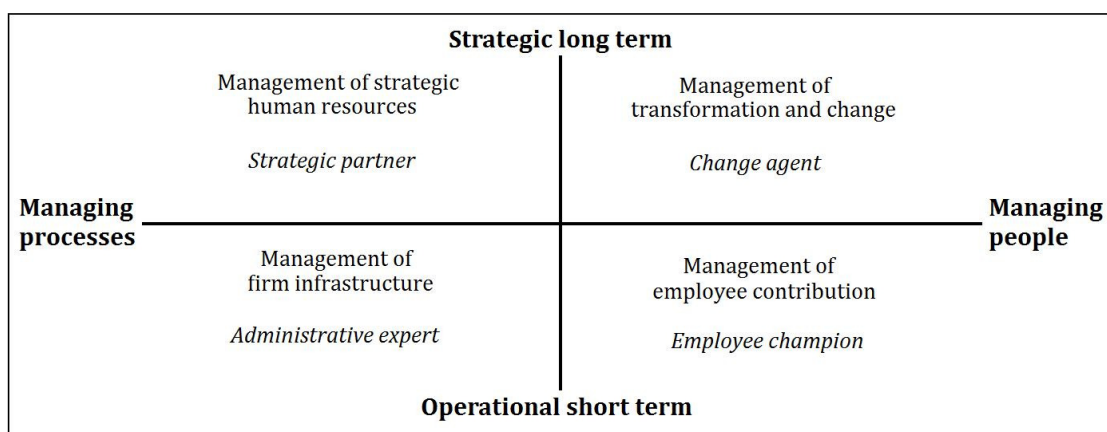 Strategic long term
Management of strategic
human resources
Strategic partner
Management of
transformation and change
Change agent
Managing
processes
Managing
people
Management of
firm infrastructure
Administrative expert
Management of
employee contribution
Employee champion
Operational short term